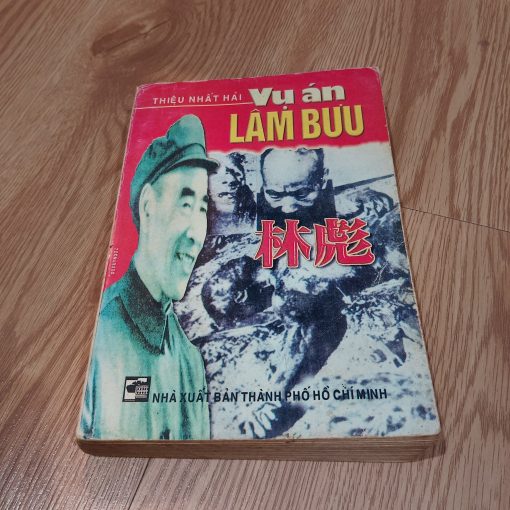 THIỆU NHẤT HẢI
Vụ án
LÂM BƯU
林彪
NHÀ XUẤT BẢN THÀNH PHỐ HỒ CHÍ MINH